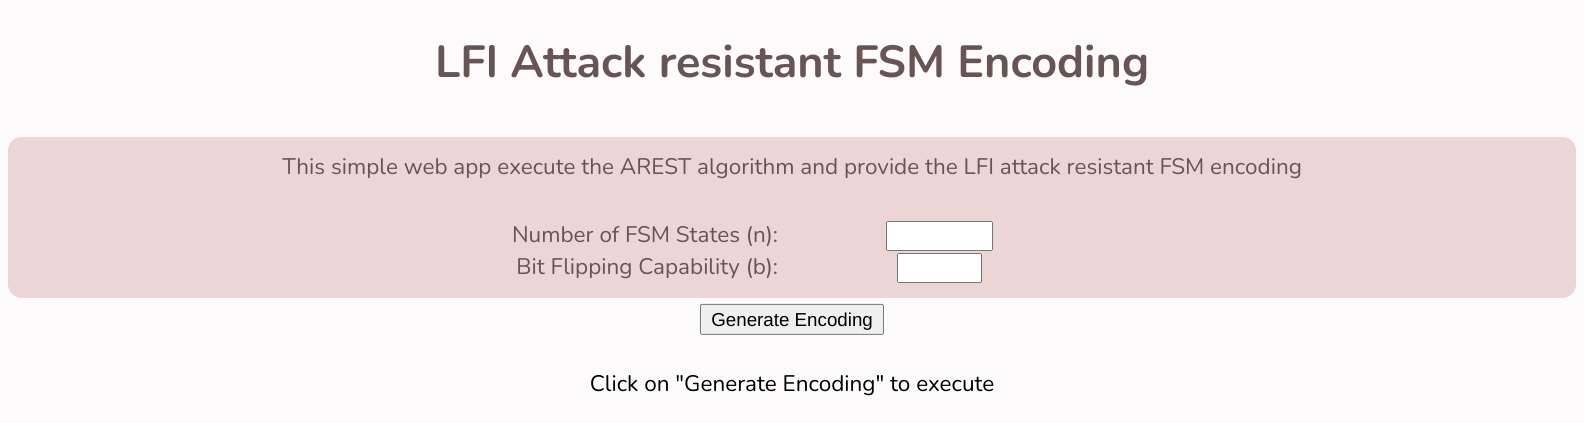 LFI Attack resistant FSM Encoding
This simple web app execute the AREST algorithm and provide the LFI attack resistant FSM encoding
Number of FSM States (n):
Bit Flipping Capability (b):
Generate Encoding
Click on "Generate Encoding" to execute